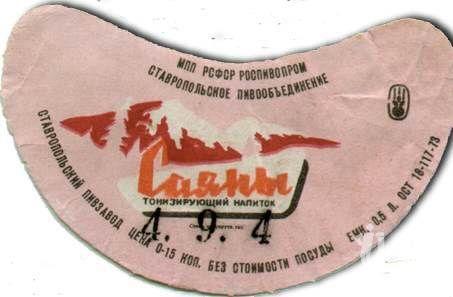 МПП РСФСР РОСПИВОПРОМ
СТАВРОПОЛЬСКОЕ ПИВООБЪЕДИНЕНИЕ
Саяны
ТОНИЗИРУЮЩИЙ НАПИТОК
4. 9. 4
СТАВРОПОЛЬСКИЙ ПИВЗАВОД ЦЕНА 0-15 КОП. БЕЗ СТОИМОСТИ ПОСУДЫ ЕМК. 0,5 Л. ОСТ 18-117-73